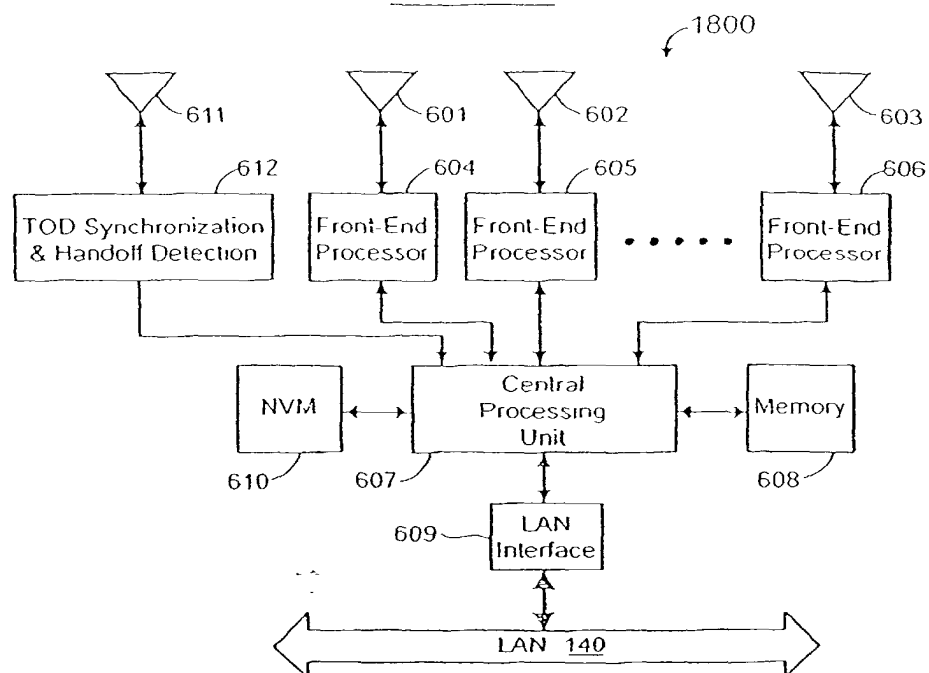 1800
611
601
602
603
612
604
605
606
TOD Synchronization
& Handoff Detection
Front-End
Processor
Front-End
Processor
Front-End
Processor
NVM
Central
Processing
Unit
Memory
610
607
608
609
LAN
Interface
LAN 140